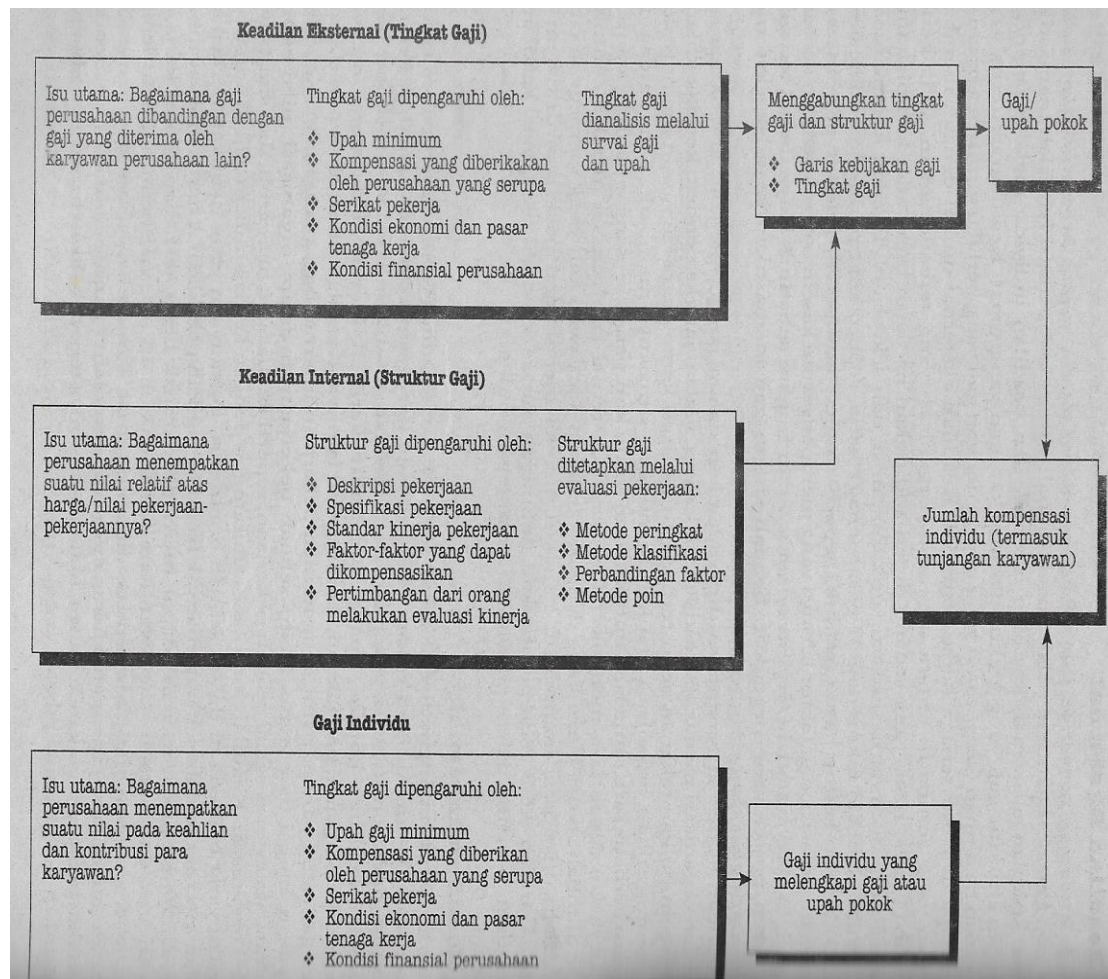 Keadilan Eksternal (Tingkat Gaji)
Isu utama: Bagaimana gaji
perusahaan dibandingan dengan
gaji yang diterima oleh
karyawan perusahaan lain?
Tingkat gaji dipengaruhi oleh:
❖ Upah minimum
❖ Kompensasi yang diberikakan
oleh perusahaan yang serupa
❖ Serikat pekerja
❖ Kondisi ekonomi dan pasar
tenaga kerja
❖ Kondisi finansial perusahaan
Tingkat gaji
dianalisis melalui
survai gaji
dan upah
Menggabungkan tingkat
gaji dan struktur gaji
❖ Garis kebijakan gaji
❖ Tingkat gaji
Gaji/
upah pokok
Keadilan Internal (Struktur Gaji)
Isu utama: Bagaimana
perusahaan menempatkan
suatu nilai relatif atas
harga/nilai pekerjaan-
pekerjaannya?
Struktur gaji dipengaruhi oleh:
❖ Deskripsi pekerjaan
❖ Spesifikasi pekerjaan
❖ Standar kinerja pekerjaan
❖ Faktor-faktor yang dapat
dikompensasikan
❖ Pertimbangan dari orang
melakukan evaluasi kinerja
Struktur gaji
ditetapkan melalui
evaluasi pekerjaan:
❖ Metode peringkat
❖ Metode klasifikasi
❖ Perbandingan faktor
❖ Metode poin
Jumlah kompensasi
individu (termasuk
tunjangan karyawan)
Gaji Individu
Isu utama: Bagaimana
perusahaan menempatkan
suatu nilai pada keahlian
dan kontribusi para
karyawan?
Tingkat gaji dipengaruhi oleh:
❖ Upah gaji minimum
❖ Kompensasi yang diberikan
oleh perusahaan yang serupa
❖ Serikat pekerja
❖ Kondisi ekonomi dan pasar
tenaga kerja
❖ Kondisi finansial perusahaan
Gaji individu yang
melengkapi gaji atau
upah pokok